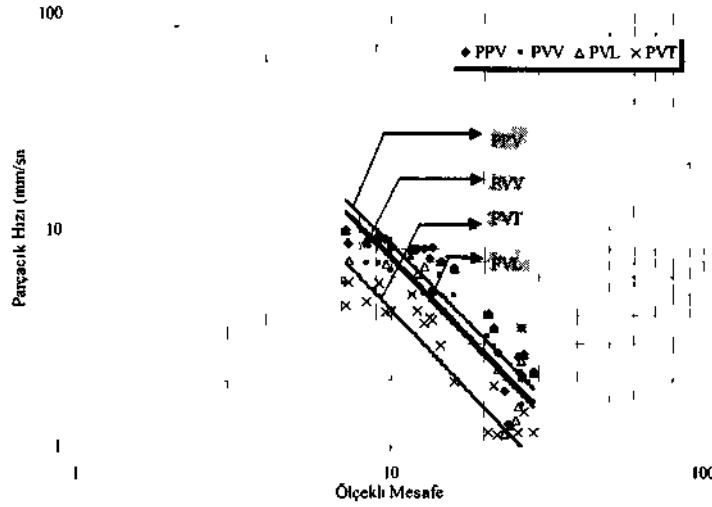 100
PPV PVV PVL PVT
PPV
PVV
10
PVT
PVL
Parçacık Hızı (mm/sn
1
1
10
100
Ölçekli Mesafe